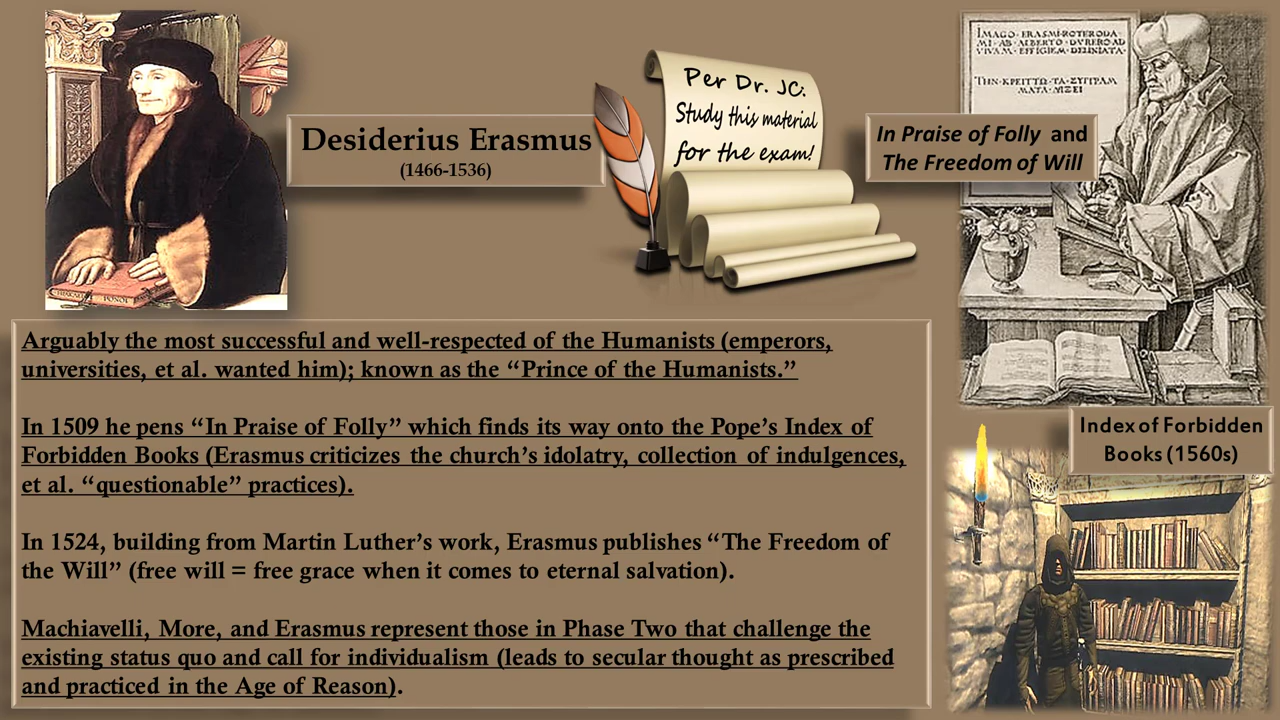 Desiderius Erasmus
(1466-1536)
Per Dr. JC:
Study this material
for the exam!
In Praise of Folly and
The Freedom of Will
IMAGO·ERASMI·ROTERODA
MI·AB·ALBERTO·DVRERO·AD
VIVAM·EFFIGIEM·DELINIATA·
ΤΗΝ·ΚΡΕΙΤΤΩ·ΤΑ·ΣΥΓΓΡΑΜ
ΜΑΤΑ·ΜΙΞΕΙ
Arguably the most successful and well-respected of the Humanists (emperors,
universities, et al. wanted him); known as the “Prince of the Humanists.”
In 1509 he pens “In Praise of Folly” which finds its way onto the Pope’s Index of
Forbidden Books (Erasmus criticizes the church’s idolatry, collection of indulgences,
et al. “questionable” practices).
In 1524, building from Martin Luther’s work, Erasmus publishes “The Freedom of
the Will” (free will = free grace when it comes to eternal salvation).
Machiavelli, More, and Erasmus represent those in Phase Two that challenge the
existing status quo and call for individualism (leads to secular thought as prescribed
and practiced in the Age of Reason).
Index of Forbidden
Books (1560s)